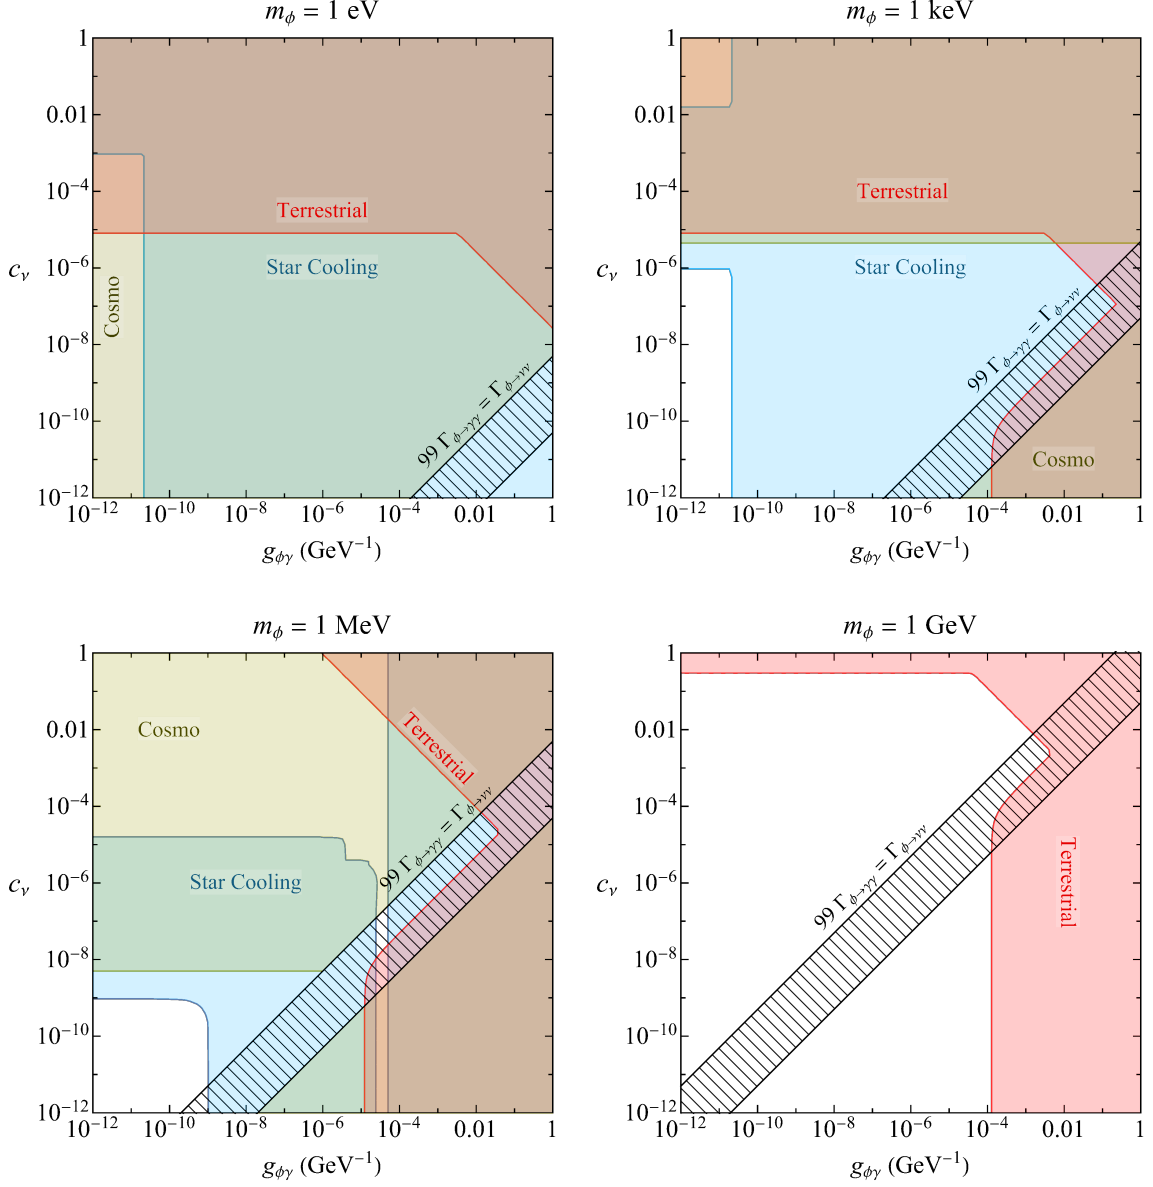 m_ϕ = 1 eV
1
0.01
10⁻⁴
10⁻⁶
10⁻⁸
10⁻¹⁰
10⁻¹²
c_ν
Terrestrial
Star Cooling
Cosmo
99 Γ_ϕ→γγ = Γ_ϕ→νν
10⁻¹² 10⁻¹⁰ 10⁻⁸ 10⁻⁶ 10⁻⁴ 0.01 1
g_ϕγ (GeV⁻¹)
m_ϕ = 1 keV
1
0.01
10⁻⁴
10⁻⁶
10⁻⁸
10⁻¹⁰
10⁻¹²
c_ν
Terrestrial
Star Cooling
99 Γ_ϕ→γγ = Γ_ϕ→νν
Cosmo
10⁻¹² 10⁻¹⁰ 10⁻⁸ 10⁻⁶ 10⁻⁴ 0.01 1
g_ϕγ (GeV⁻¹)
m_ϕ = 1 MeV
1
0.01
10⁻⁴
10⁻⁶
10⁻⁸
10⁻¹⁰
10⁻¹²
c_ν
Cosmo
Terrestrial
Star Cooling
99 Γ_ϕ→γγ = Γ_ϕ→νν
10⁻¹² 10⁻¹⁰ 10⁻⁸ 10⁻⁶ 10⁻⁴ 0.01 1
g_ϕγ (GeV⁻¹)
m_ϕ = 1 GeV
1
0.01
10⁻⁴
10⁻⁶
10⁻⁸
10⁻¹⁰
10⁻¹²
c_ν
99 Γ_ϕ→γγ = Γ_ϕ→νν
Terrestrial
10⁻¹² 10⁻¹⁰ 10⁻⁸ 10⁻⁶ 10⁻⁴ 0.01 1
g_ϕγ (GeV⁻¹)